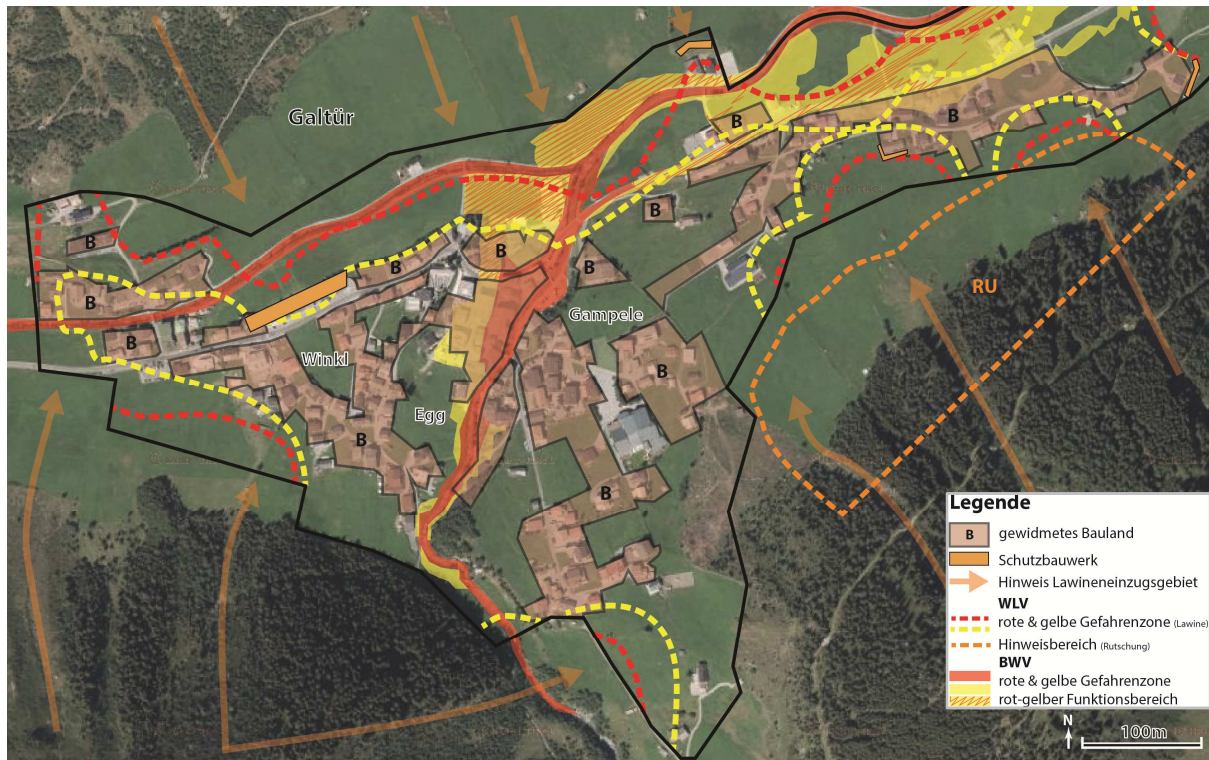 Galtür
B
B
B
B
B
B
B
B
RU
B
Gampele
Winkl
B
Egg
B
B
Legende
B gewidmetes Bauland
Schutzbauwerk
Hinweis Lawineneinzugsgebiet
WLV
rote & gelbe Gefahrenzone (Lawine)
Hinweisbereich (Rutschung)
BWV
rote & gelbe Gefahrenzone
rot-gelber Funktionsbereich
N
100m